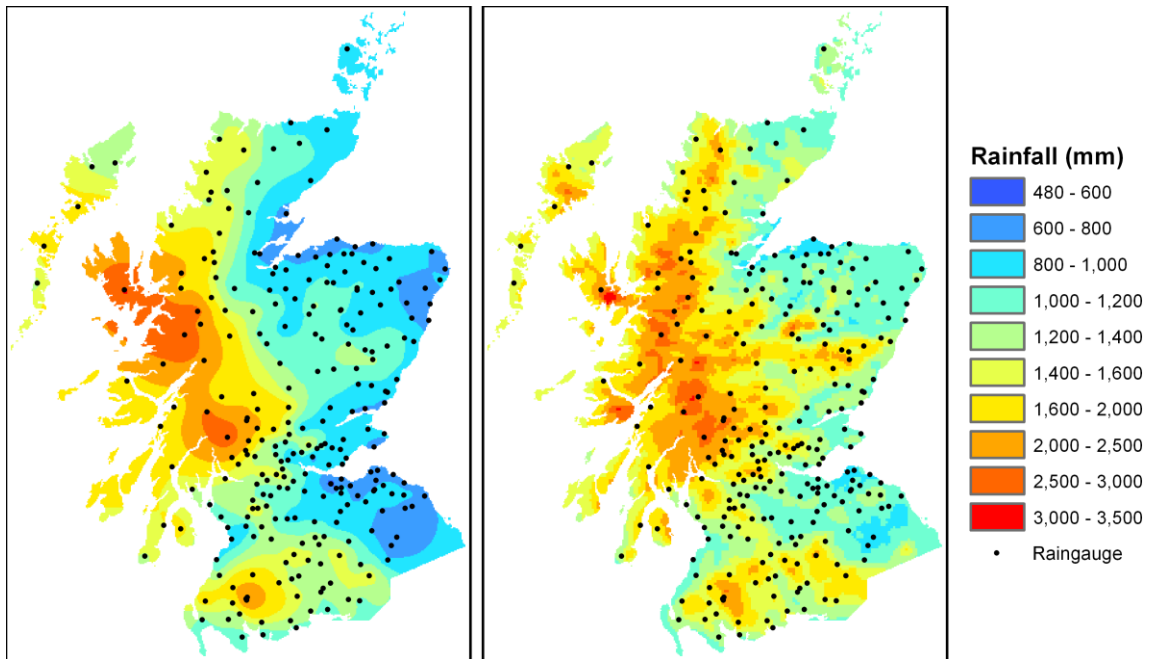 Rainfall (mm)
480 - 600
600 - 800
800 - 1,000
1,000 - 1,200
1,200 - 1,400
1,400 - 1,600
1,600 - 2,000
2,000 - 2,500
2,500 - 3,000
3,000 - 3,500
Raingauge